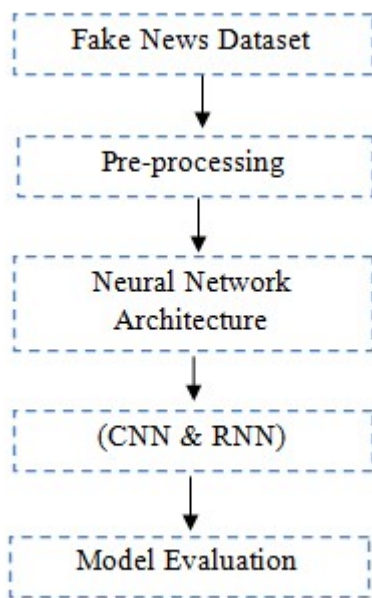 Fake News Dataset
Pre-processing
Neural Network
Architecture
(CNN & RNN)
Model Evaluation